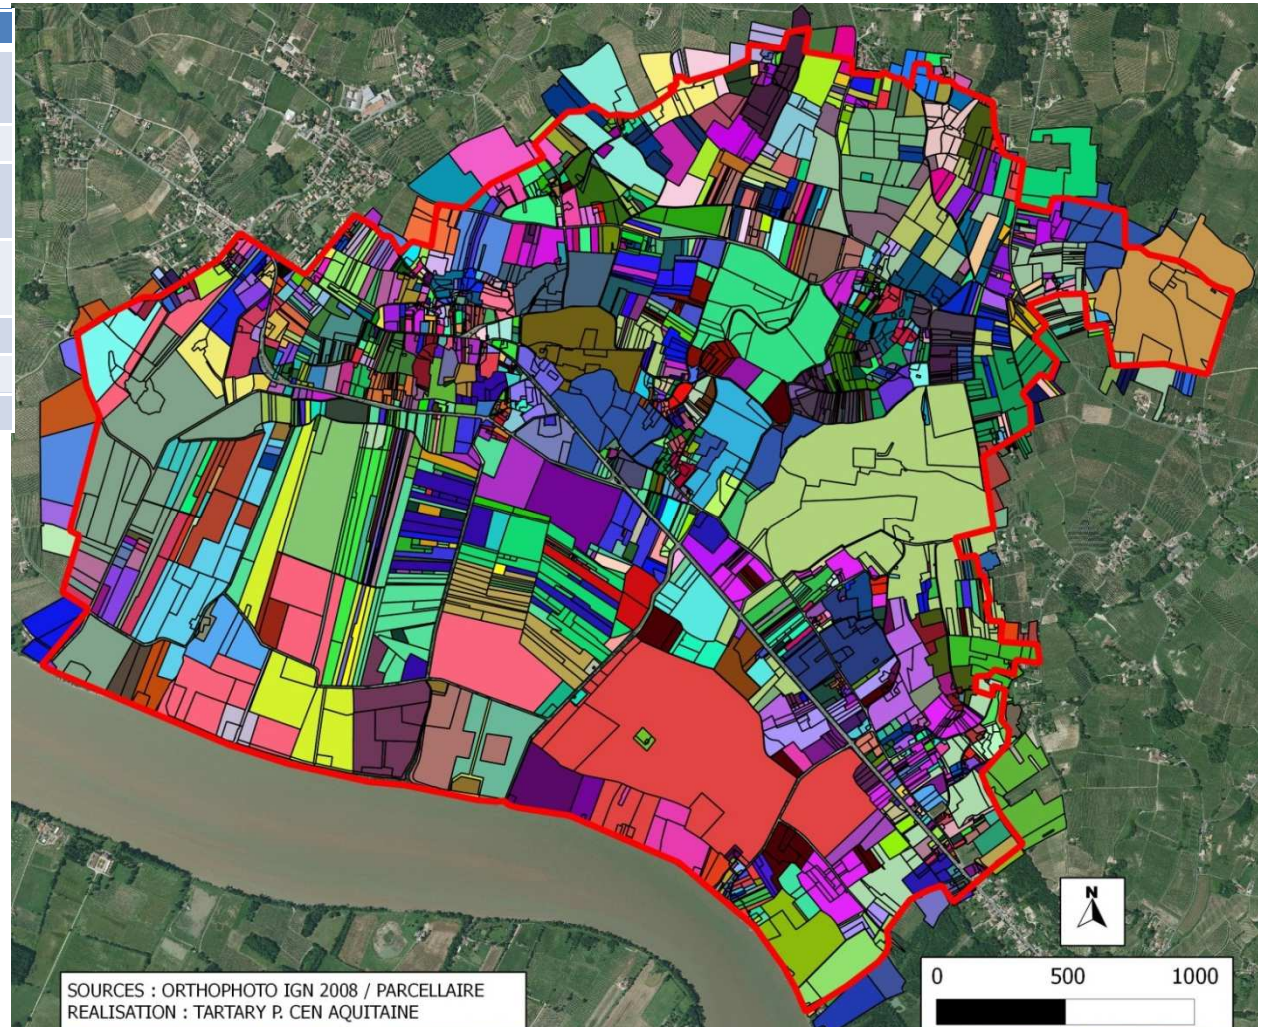 N
SOURCES : ORTHOPHOTO IGN 2008 / PARCELLAIRE
REALISATION : TARTARY P. CEN AQUITAINE
0 500 1000